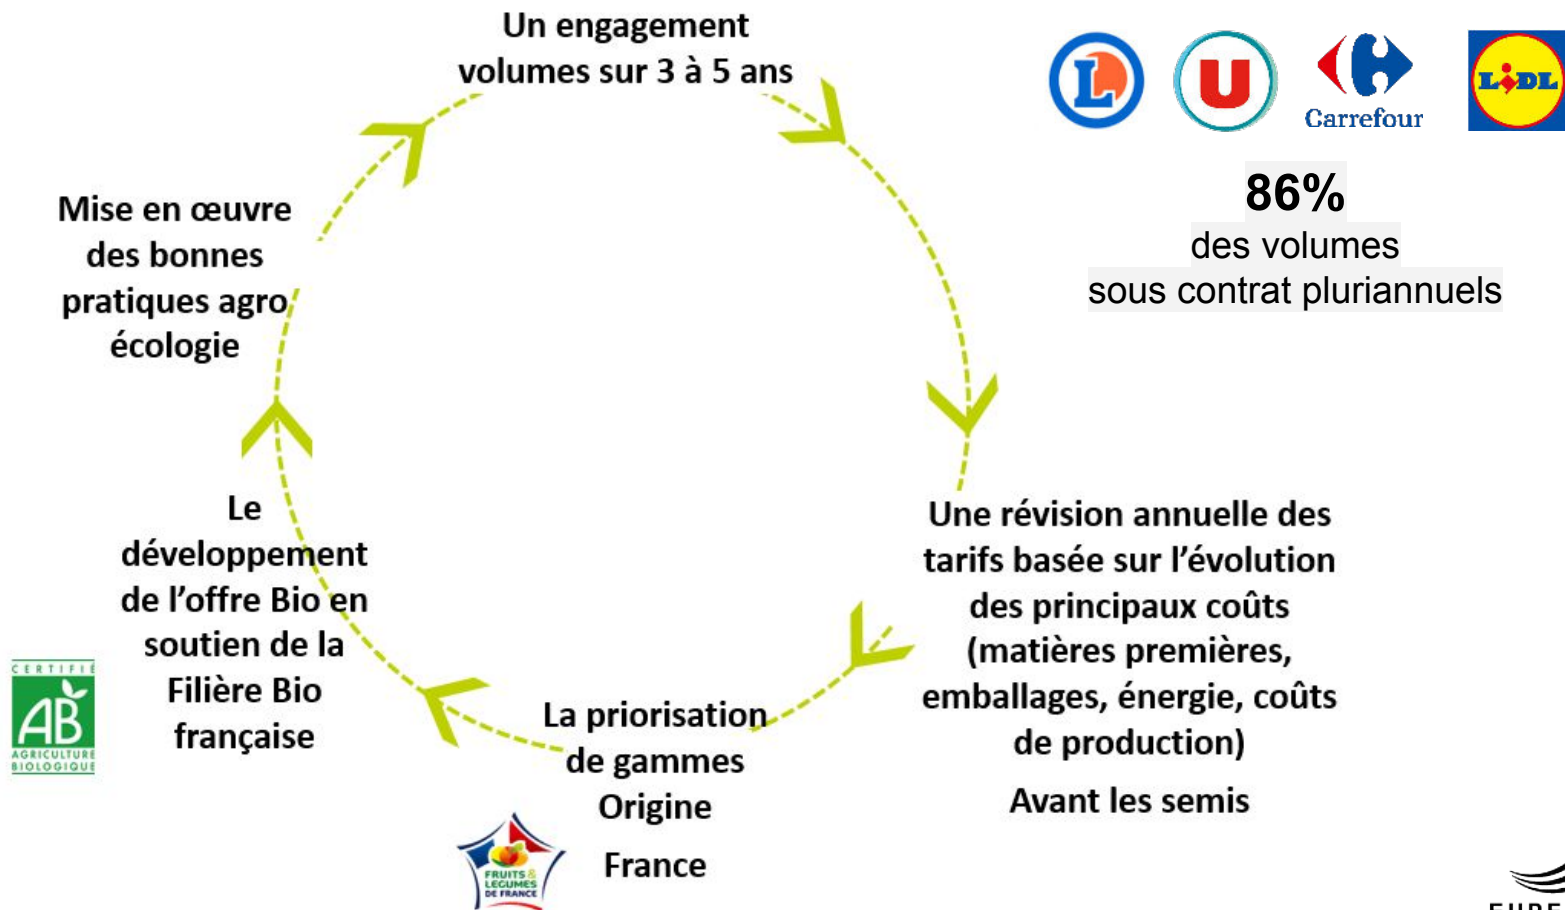 Un engagement
volumes sur 3 à 5 ans
L
U
Carrefour
LIDL
86%
des volumes
sous contrat pluriannuels
Mise en œuvre
des bonnes
pratiques agro
écologie
Le
développement
de l'offre Bio en
soutien de la
Filière Bio
française
CERTIFIÉ
AB
AGRICULTURE
BIOLOGIQUE
La priorisation
de gammes
Origine
France
FRUITS &
LEGUMES
DE FRANCE
Une révision annuelle des
tarifs basée sur l'évolution
des principaux coûts
(matières premières,
emballages, énergie, coûts
de production)
Avant les semis